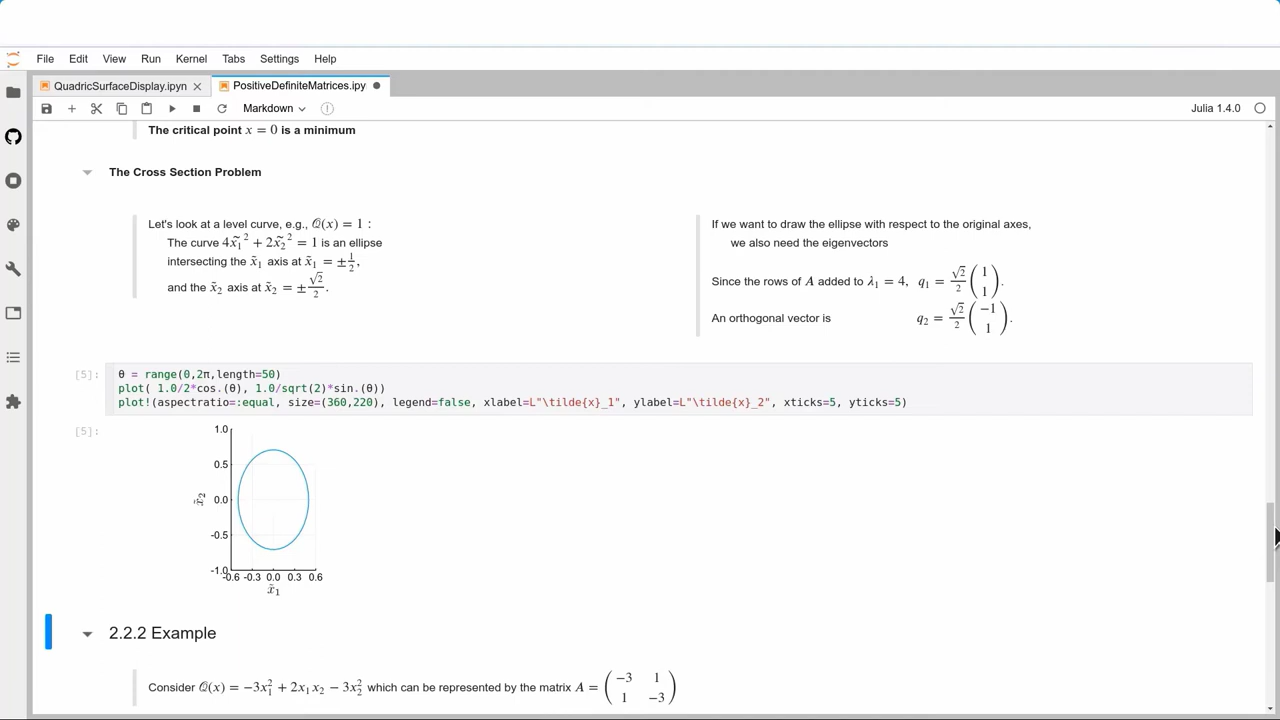 File Edit View Run Kernel Tabs Settings Help
QuadricSurfaceDisplay.ipyn PositiveDefiniteMatrices.ipy
Markdown Julia 1.4.0
The critical point x = 0 is a minimum
The Cross Section Problem
Let's look at a level curve, e.g., 𝒬(x) = 1 :
The curve 4x̃₁² + 2x̃₂² = 1 is an ellipse
intersecting the x̃₁ axis at x̃₁ = ±1/2,
and the x̃₂ axis at x̃₂ = ±√2/2.
If we want to draw the ellipse with respect to the original axes,
we also need the eigenvectors
Since the rows of A added to λ₁ = 4, q₁ = √2/2 (1 1).
An orthogonal vector is q₂ = √2/2 (−1 1).
[5]: θ = range(0,2π,length=50)
plot( 1.0/2*cos.(θ), 1.0/sqrt(2)*sin.(θ))
plot!(aspectratio=:equal, size=(360,220), legend=false, xlabel=L"\tilde{x}_1", ylabel=L"\tilde{x}_2", xticks=5, yticks=5)
[5]:
1.0
0.5
x̃₂ 0.0
-0.5
-1.0
-0.6 -0.3 0.0 0.3 0.6
x̃₁
2.2.2 Example
Consider 𝒬(x) = −3x₁² + 2x₁x₂ − 3x₂² which can be represented by the matrix A = (−3 1
1 −3)